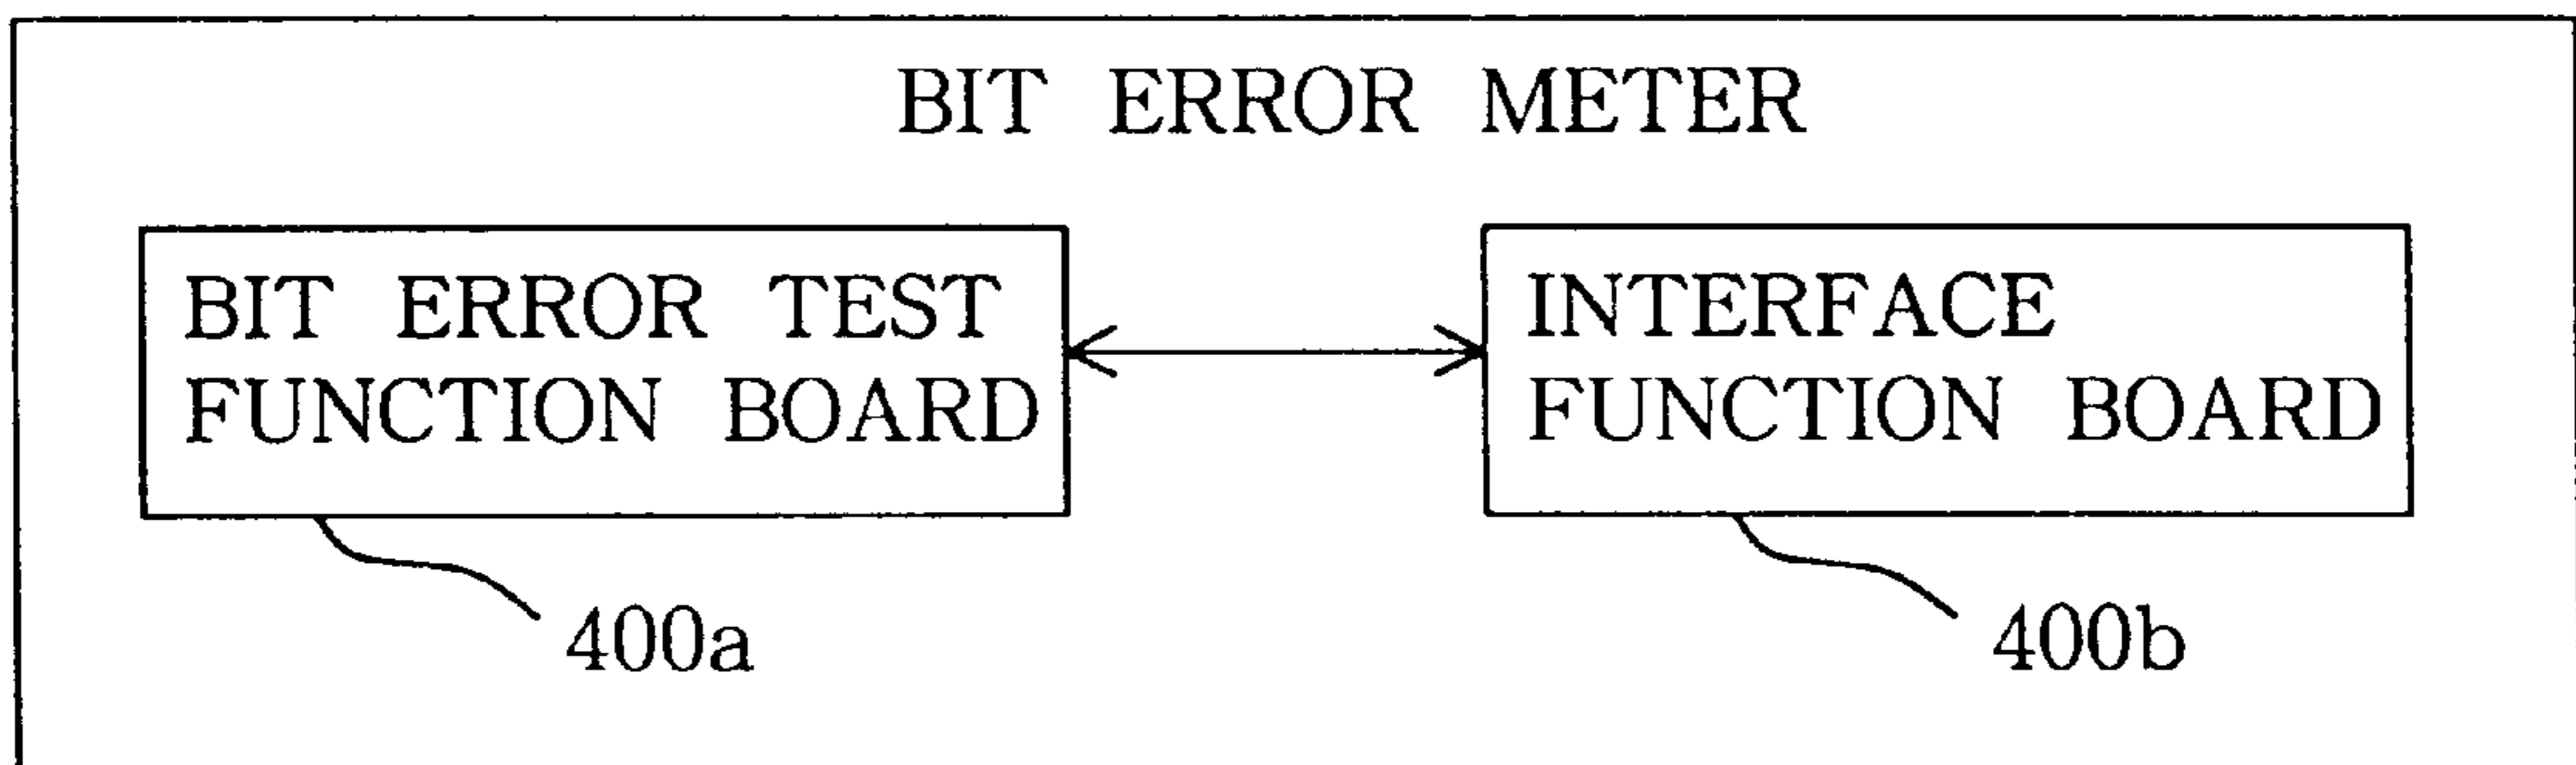 BIT ERROR METER
BIT ERROR TEST
FUNCTION BOARD
INTERFACE
FUNCTION BOARD
400a
400b